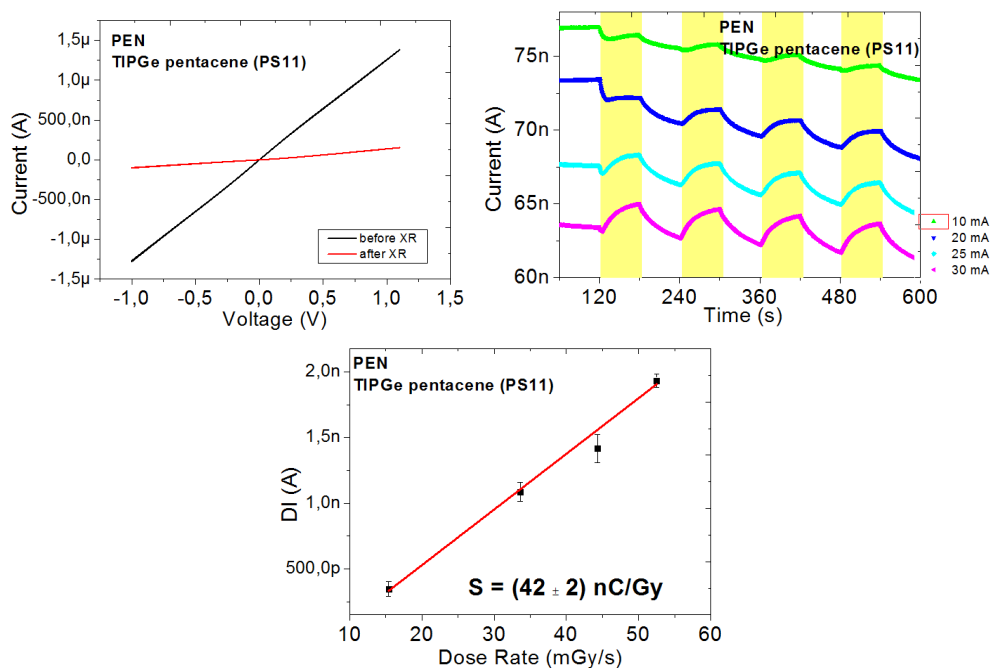 PEN
TIPGe pentacene (PS11)
1,5µ
1,0µ
500,0n
0,0
-500,0n
-1,0µ
-1,5µ
Current (A)
before XR
after XR
-1,0
-0,5
0,0
0,5
1,0
1,5
Voltage (V)
PEN
TIPGe pentacene (PS11)
75n
70n
65n
60n
Current (A)
10 mA
20 mA
25 mA
30 mA
120
240
360
480
600
Time (s)
PEN
TIPGe pentacene (PS11)
2,0n
1,5n
1,0n
500,0p
DI (A)
S = (42 ± 2) nC/Gy
10
20
30
40
50
60
Dose Rate (mGy/s)